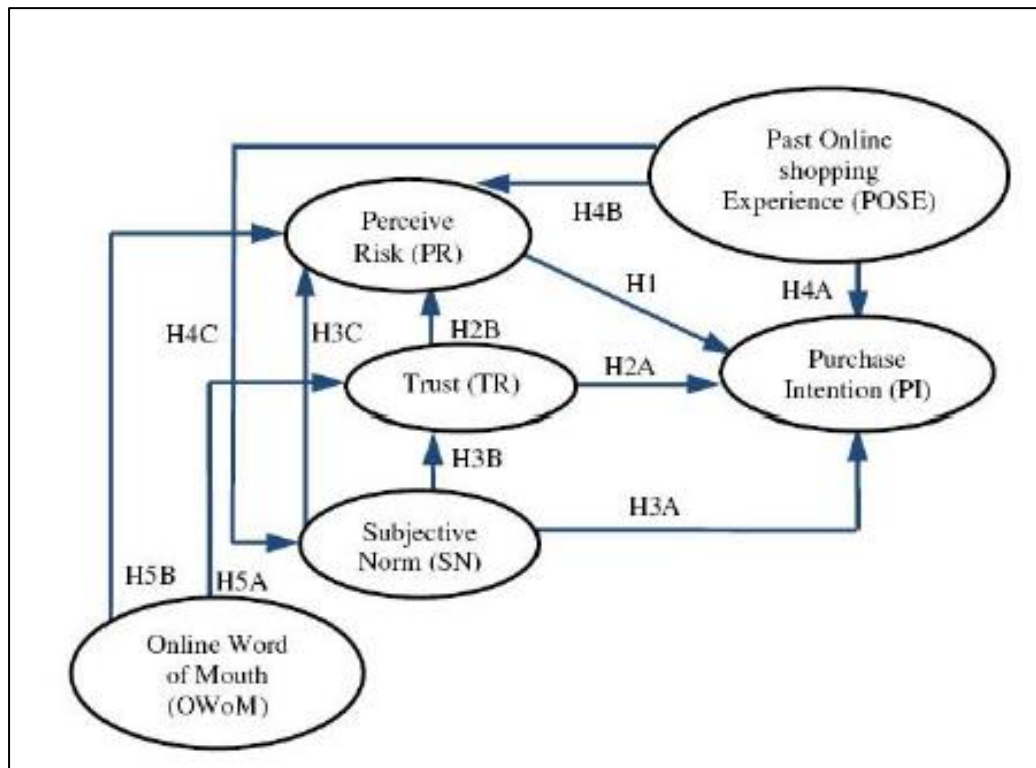 Past Online
shopping
Experience (POSE)
Perceive
Risk (PR)
H4B
H1
H4A
H4C
H3C
H2B
Trust (TR)
H2A
Purchase
Intention (PI)
H3B
Subjective
Norm (SN)
H3A
H5B
H5A
Online Word
of Mouth
(OWoM)